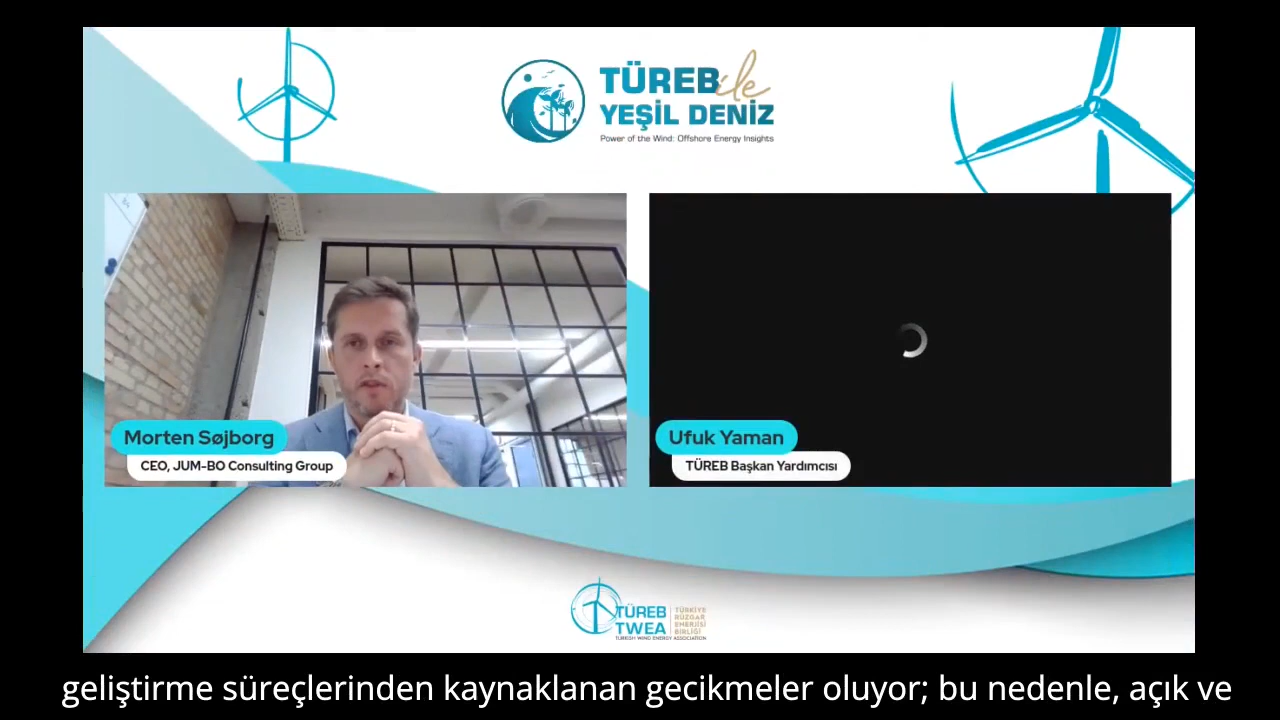 TÜREB ile
YEŞİL DENİZ
Power of the Wind: Offshore Energy Insights
Morten Søjborg
CEO, JUM-BO Consulting Group
Ufuk Yaman
TÜREB Başkan Yardımcısı
TÜREB
TWEA
TURKISH WIND ENERGY ASSOCIATION
TÜRKİYE
RÜZGAR
ENERJİSİ
BİRLİĞİ
geliştirme süreçlerinden kaynaklanan gecikmeler oluyor; bu nedenle, açık ve